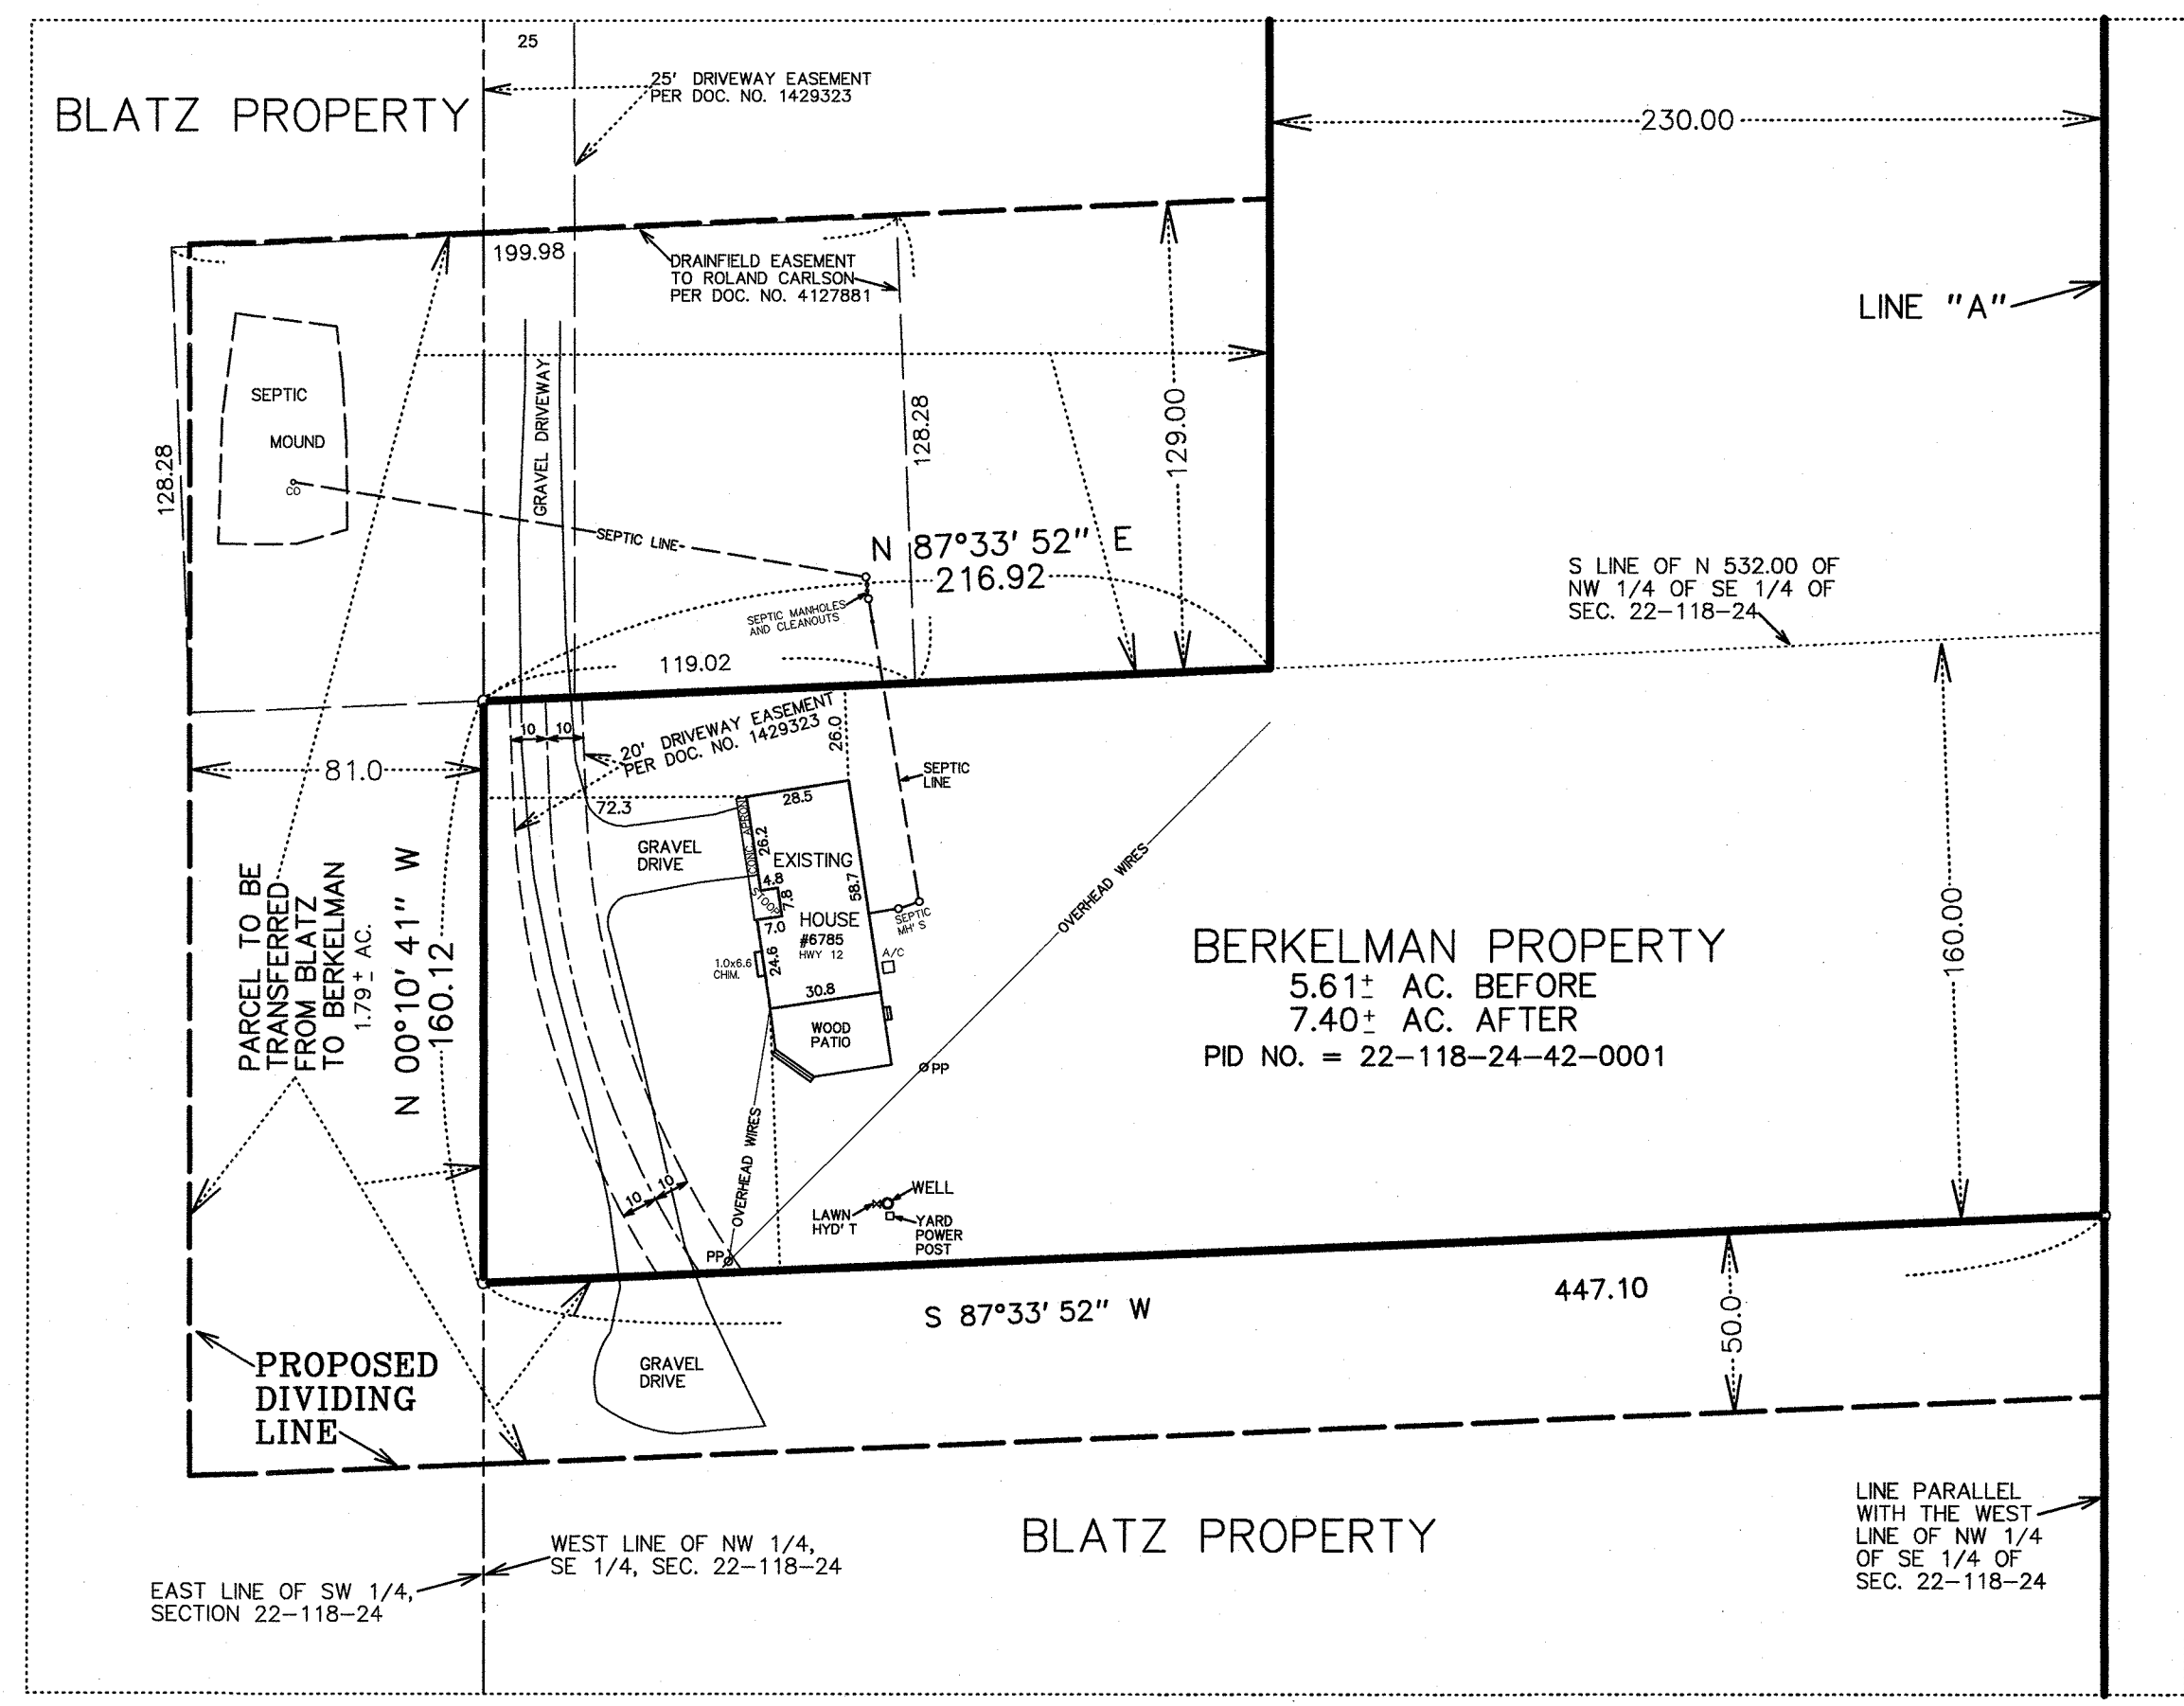 25
25' DRIVEWAY EASEMENT
PER DOC. NO. 1429323
BLATZ PROPERTY
230.00
199.98
DRAINFIELD EASEMENT
TO ROLAND CARLSON
PER DOC. NO. 4127881
LINE "A"
SEPTIC
MOUND
CO
128.28
GRAVEL DRIVEWAY
128.28
129.00
SEPTIC LINE
N 87°33'52" E
216.92
SEPTIC MANHOLES
AND CLEANOUTS
S LINE OF N 532.00 OF
NW 1/4 OF SE 1/4 OF
SEC. 22-118-24
119.02
10
10
20' DRIVEWAY EASEMENT
PER DOC. NO. 1429323
26.0
81.0
SEPTIC
LINE
72.3
28.5
CONC. APRON
26.2
GRAVEL
DRIVE
EXISTING
4.8
STOOP
7.8
58.7
HOUSE
7.0
#6785
HWY 12
SEPTIC
MH'S
A/C
1.0x6.6
CHIM.
24.6
30.8
WOOD
PATIO
OVERHEAD WIRES
PP
PARCEL TO BE
TRANSFERRED
FROM BLATZ
TO BERKELMAN
1.79± AC.
N 00°10'41" W
160.12
BERKELMAN PROPERTY
5.61± AC. BEFORE
7.40± AC. AFTER
PID NO. = 22-118-24-42-0001
160.00
OVERHEAD WIRES
10
10
PP
WELL
LAWN
HYD'T
YARD
POWER
POST
S 87°33'52" W
447.10
50.0
GRAVEL
DRIVE
PROPOSED
DIVIDING
LINE
BLATZ PROPERTY
LINE PARALLEL
WITH THE WEST
LINE OF NW 1/4
OF SE 1/4 OF
SEC. 22-118-24
WEST LINE OF NW 1/4,
SE 1/4, SEC. 22-118-24
EAST LINE OF SW 1/4,
SECTION 22-118-24